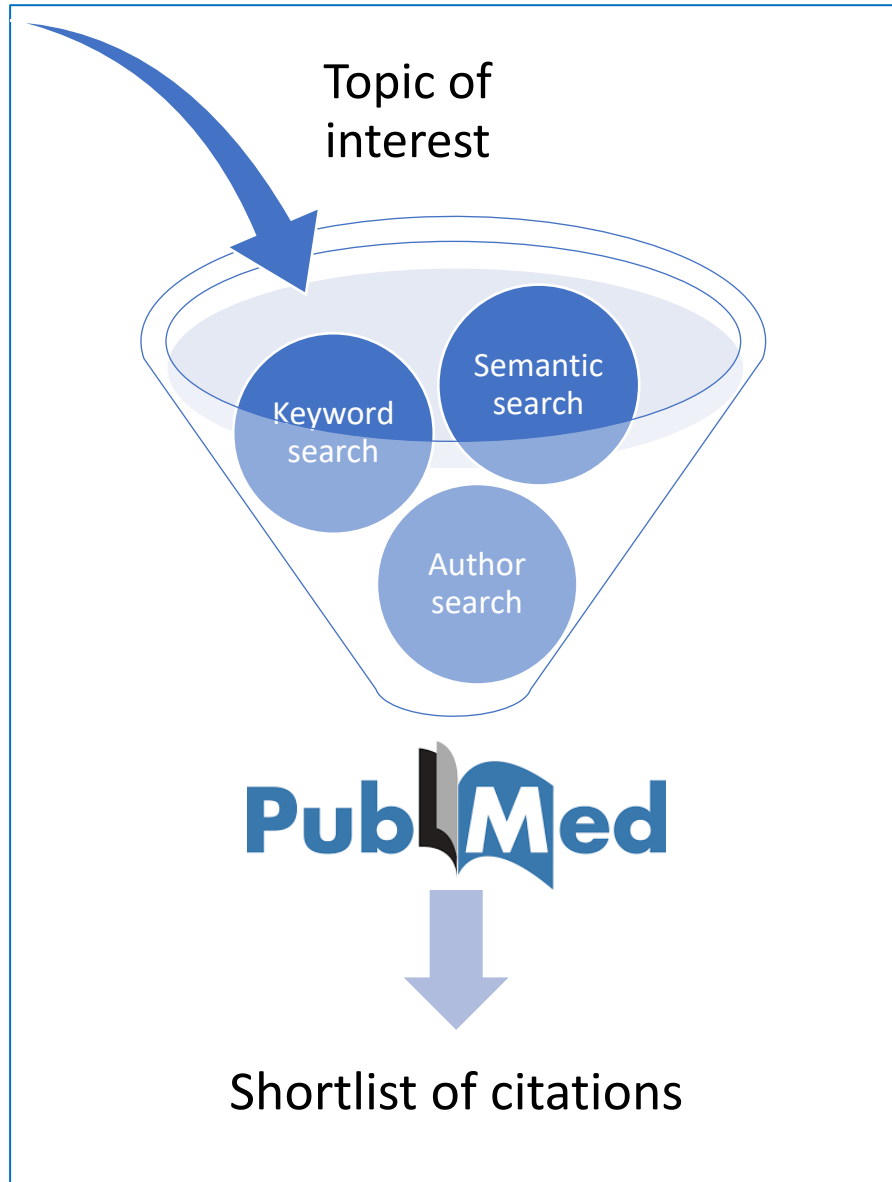 Topic of
interest
Semantic
search
Keyword
search
Author
search
PubMed
Shortlist of citations